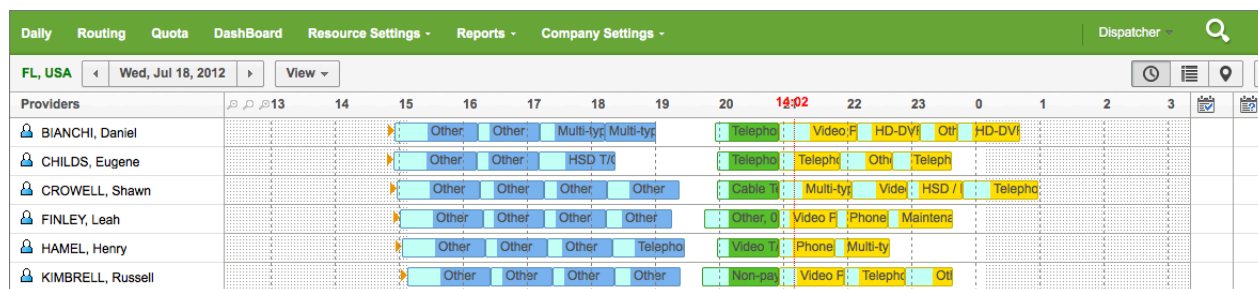 Daily Routing Quota DashBoard Resource Settings Reports Company Settings Dispatcher
FL, USA Wed, Jul 18, 2012 View
Providers 13 14 15 16 17 18 19 20 14:02 22 23 0 1 2 3
BIANCHI, Daniel Other Other Multi-typ Multi-typ Telepho Video F HD-DVF Oth HD-DVF
CHILDS, Eugene Other Other HSD T/C Telepho Telepho Oth Teleph
CROWELL, Shawn Other Other Other Other Cable Te Multi-typ Vide HSD / Telepho
FINLEY, Leah Other Other Other Other Other, 0 Video F Phone Maintena
HAMEL, Henry Other Other Other Telepho Video T/ Phone Multi-ty
KIMBRELL, Russell Other Other Other Other Non-pay Video F Telepho Oth